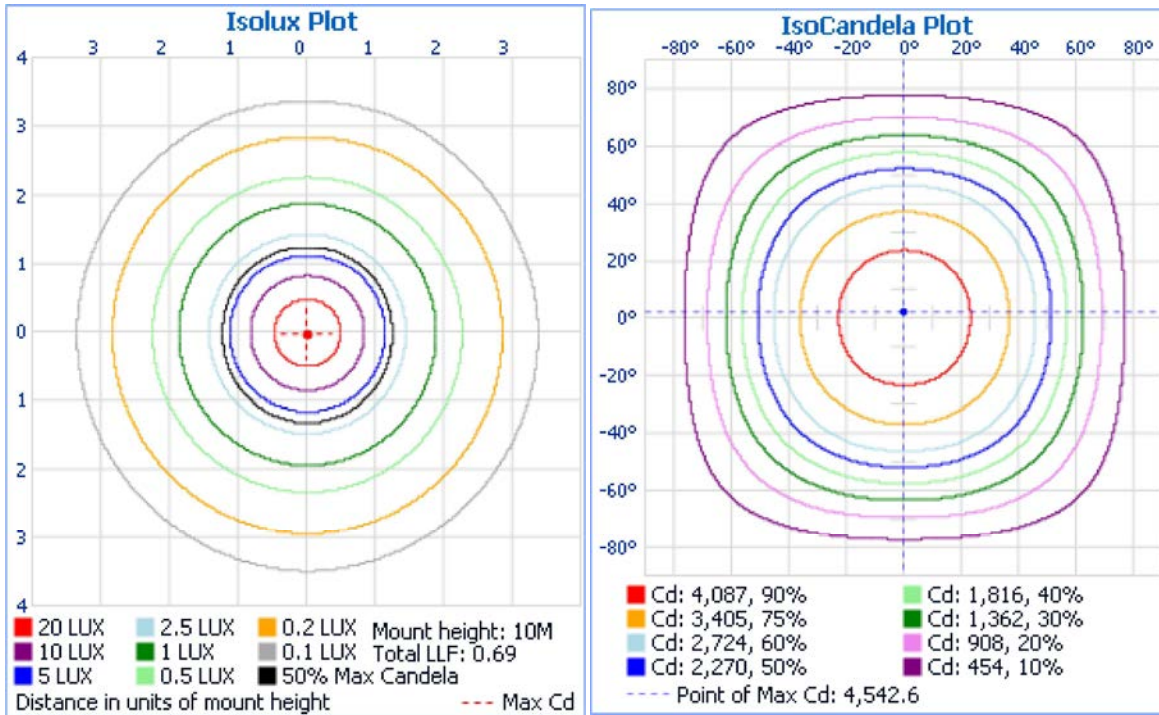 Isolux Plot
3 2 1 0 1 2 3
4
3
2
1
0
1
2
3
4
20 LUX 2.5 LUX 0.2 LUX Mount height: 10M
10 LUX 1 LUX 0.1 LUX Total LLF: 0.69
5 LUX 0.5 LUX 50% Max Candela
Distance in units of mount height --- Max Cd
IsoCandela Plot
-80° -60° -40° -20° 0° 20° 40° 60° 80°
80°
60°
40°
20°
0°
-20°
-40°
-60°
-80°
Cd: 4,087, 90% Cd: 1,816, 40%
Cd: 3,405, 75% Cd: 1,362, 30%
Cd: 2,724, 60% Cd: 908, 20%
Cd: 2,270, 50% Cd: 454, 10%
----- Point of Max Cd: 4,542.6